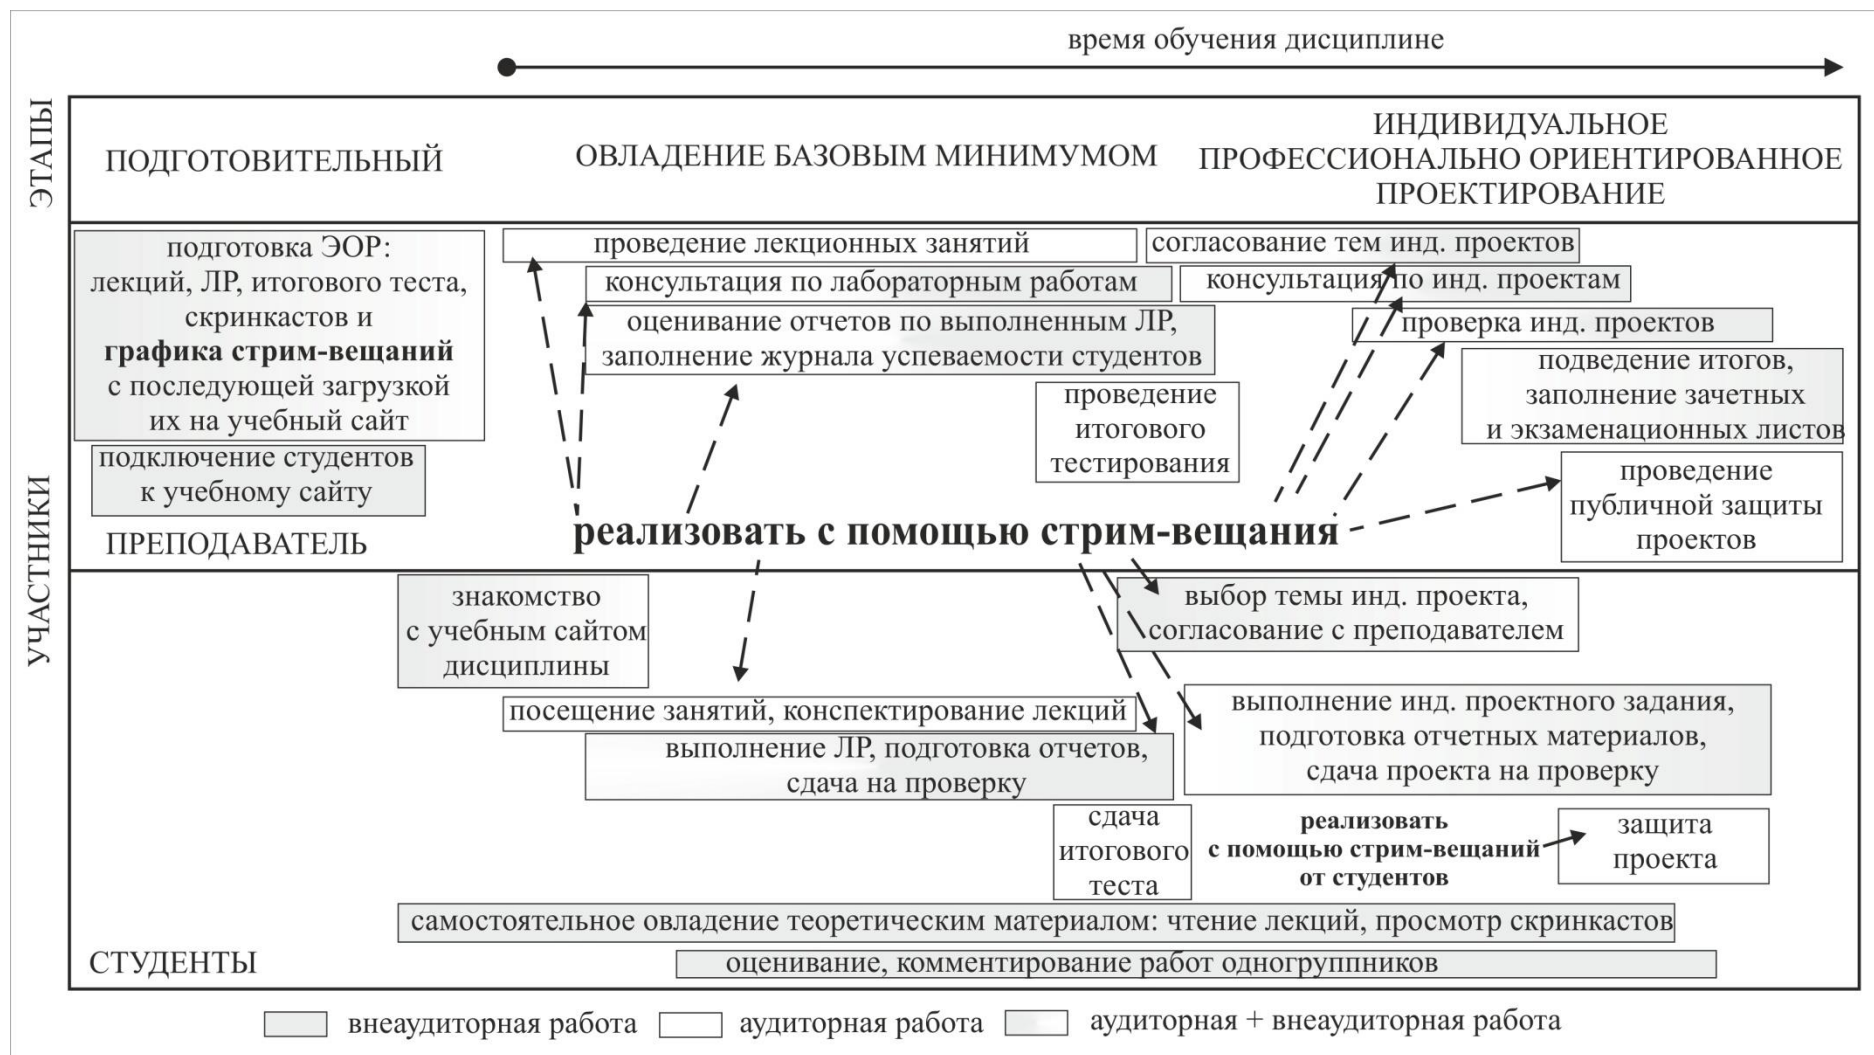 время обучения дисциплине
ЭТАПЫ
ПОДГОТОВИТЕЛЬНЫЙ
ОВЛАДЕНИЕ БАЗОВЫМ МИНИМУМОМ
ИНДИВИДУАЛЬНОЕ
ПРОФЕССИОНАЛЬНО ОРИЕНТИРОВАННОЕ
ПРОЕКТИРОВАНИЕ
УЧАСТНИКИ
подготовка ЭОР:
лекций, ЛР, итогового теста,
скринкастов и
графика стрим-вещаний
с последующей загрузкой
их на учебный сайт
подключение студентов
к учебному сайту
ПРЕПОДАВАТЕЛЬ
проведение лекционных занятий
консультация по лабораторным работам
оценивание отчетов по выполненным ЛР,
заполнение журнала успеваемости студентов
проведение
итогового
тестирования
согласование тем инд. проектов
консультация по инд. проектам
проверка инд. проектов
подведение итогов,
заполнение зачетных
и экзаменационных листов
проведение
публичной защиты
проектов
реализовать с помощью стрим-вещания
знакомство
с учебным сайтом
дисциплины
выбор темы инд. проекта,
согласование с преподавателем
посещение занятий, конспектирование лекций
выполнение ЛР, подготовка отчетов,
сдача на проверку
выполнение инд. проектного задания,
подготовка отчетных материалов,
сдача проекта на проверку
сдача
итогового
теста
реализовать
с помощью стрим-вещаний
от студентов
защита
проекта
самостоятельное овладение теоретическим материалом: чтение лекций, просмотр скринкастов
СТУДЕНТЫ
оценивание, комментирование работ одногруппников
внеаудиторная работа
аудиторная работа
аудиторная + внеаудиторная работа